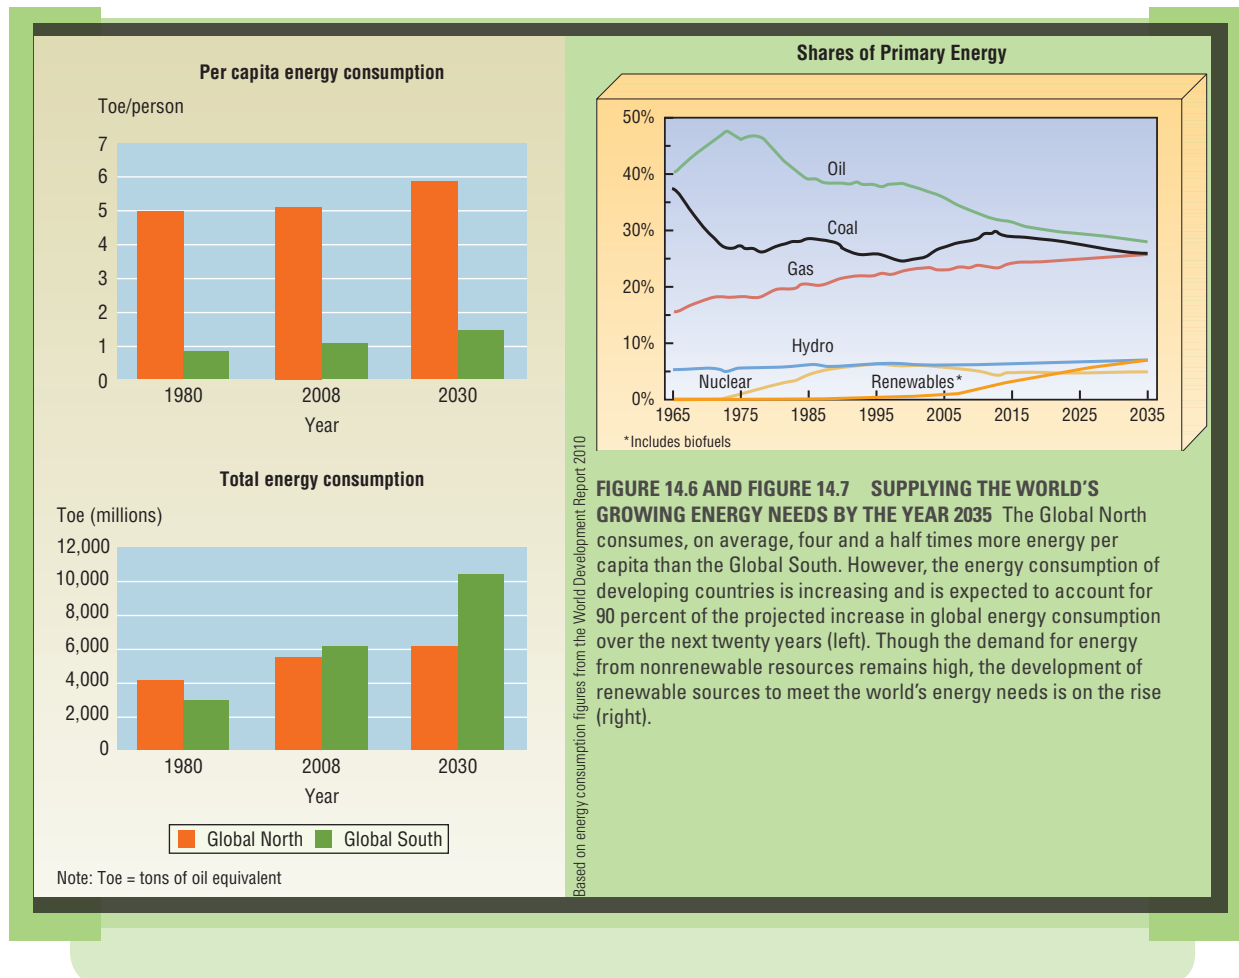 Per capita energy consumption
Toe/person
7
6
5
4
3
2
1
0
1980 2008 2030
Year
Total energy consumption
Toe (millions)
12,000
10,000
8,000
6,000
4,000
2,000
0
1980 2008 2030
Year
Global North Global South
Note: Toe = tons of oil equivalent
Based on energy consumption figures from the World Development Report 2010
Shares of Primary Energy
50%
40%
30%
20%
10%
0%
Oil
Coal
Gas
Hydro
Nuclear Renewables*
1965 1975 1985 1995 2005 2015 2025 2035
*Includes biofuels
FIGURE 14.6 AND FIGURE 14.7 SUPPLYING THE WORLD'S
GROWING ENERGY NEEDS BY THE YEAR 2035 The Global North
consumes, on average, four and a half times more energy per
capita than the Global South. However, the energy consumption of
developing countries is increasing and is expected to account for
90 percent of the projected increase in global energy consumption
over the next twenty years (left). Though the demand for energy
from nonrenewable resources remains high, the development of
renewable sources to meet the world's energy needs is on the rise
(right).